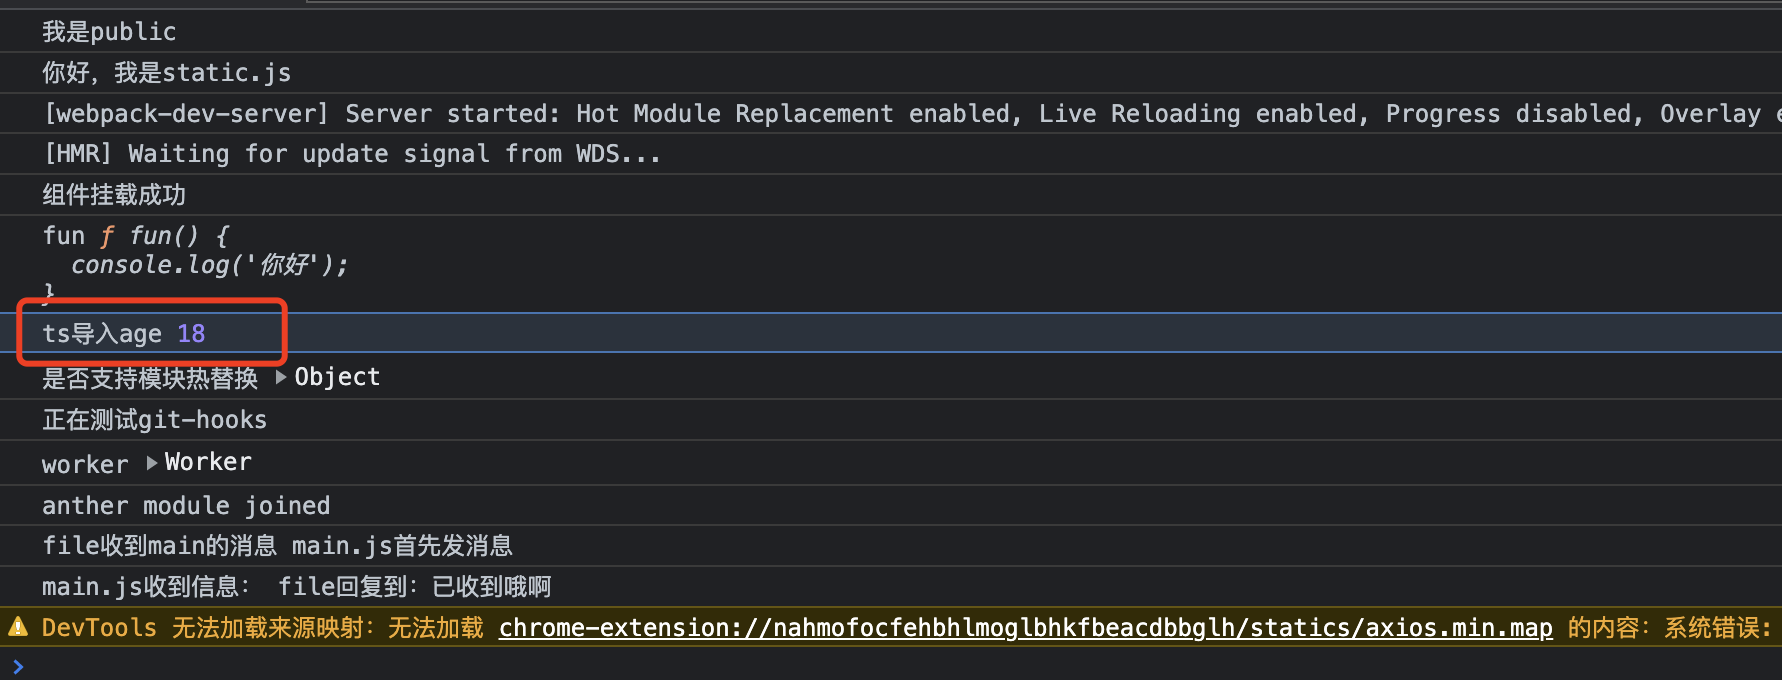 我是public
你好，我是static.js
[webpack-dev-server] Server started: Hot Module Replacement enabled, Live Reloading enabled, Progress disabled, Overlay
[HMR] Waiting for update signal from WDS...
组件挂载成功
fun ƒ fun() {
console.log('你好');
}
ts导入age 18
是否支持模块热替换 ▶Object
正在测试git-hooks
worker ▶Worker
anther module joined
file收到main的消息 main.js首先发消息
main.js收到信息： file回复到：已收到哦啊
DevTools 无法加载来源映射：无法加载 chrome-extension://nahmofocfehbhlmoglbhkfbeacdbbglh/statics/axios.min.map 的内容：系统错误：
>